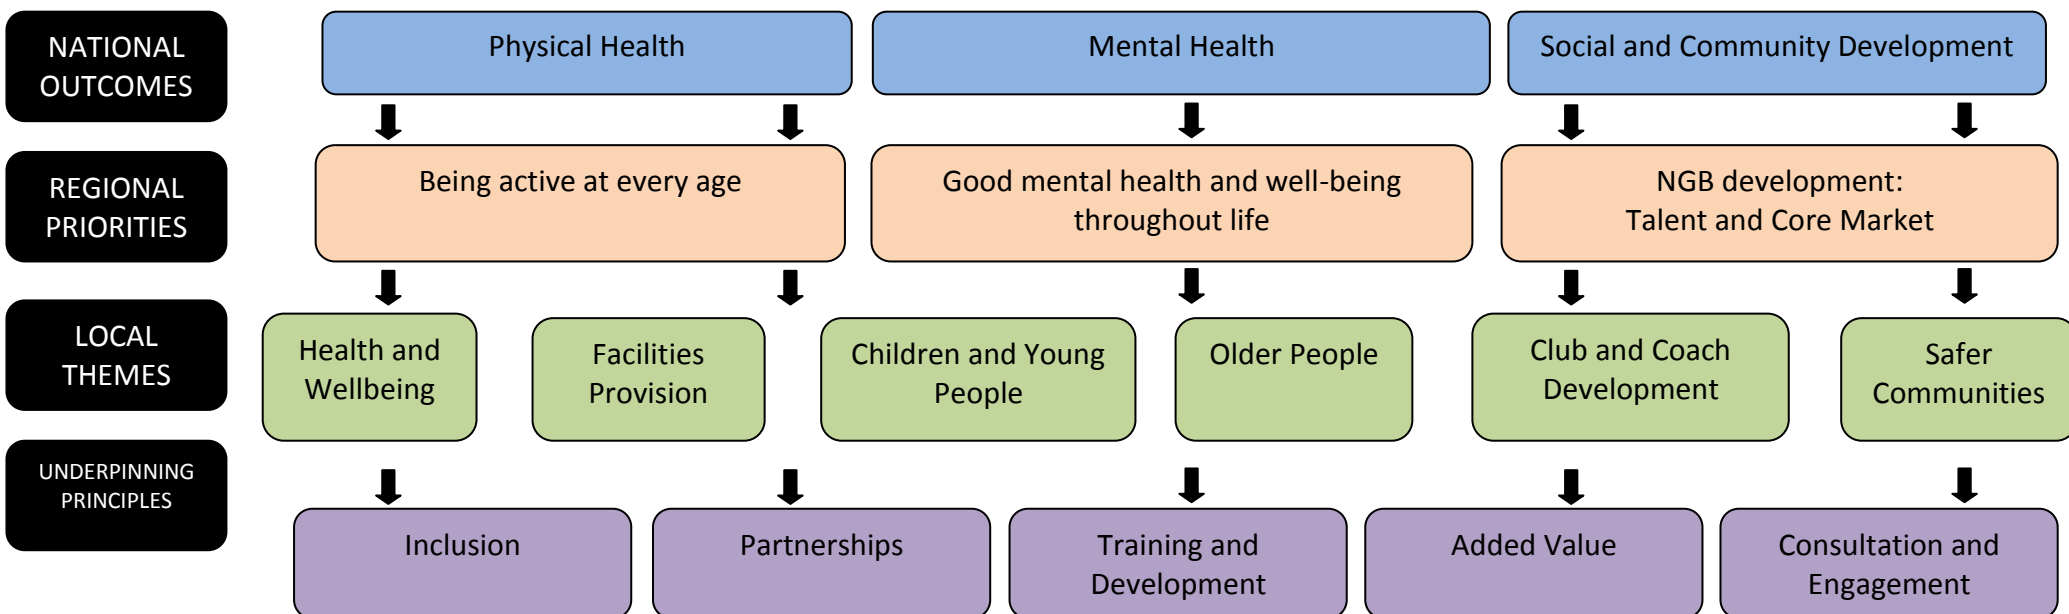 NATIONAL
OUTCOMES
Physical Health
Mental Health
Social and Community Development
REGIONAL
PRIORITIES
Being active at every age
Good mental health and well-being
throughout life
NGB development:
Talent and Core Market
LOCAL
THEMES
Health and
Wellbeing
Facilities
Provision
Children and Young
People
Older People
Club and Coach
Development
Safer
Communities
UNDERPINNING
PRINCIPLES
Inclusion
Partnerships
Training and
Development
Added Value
Consultation and
Engagement